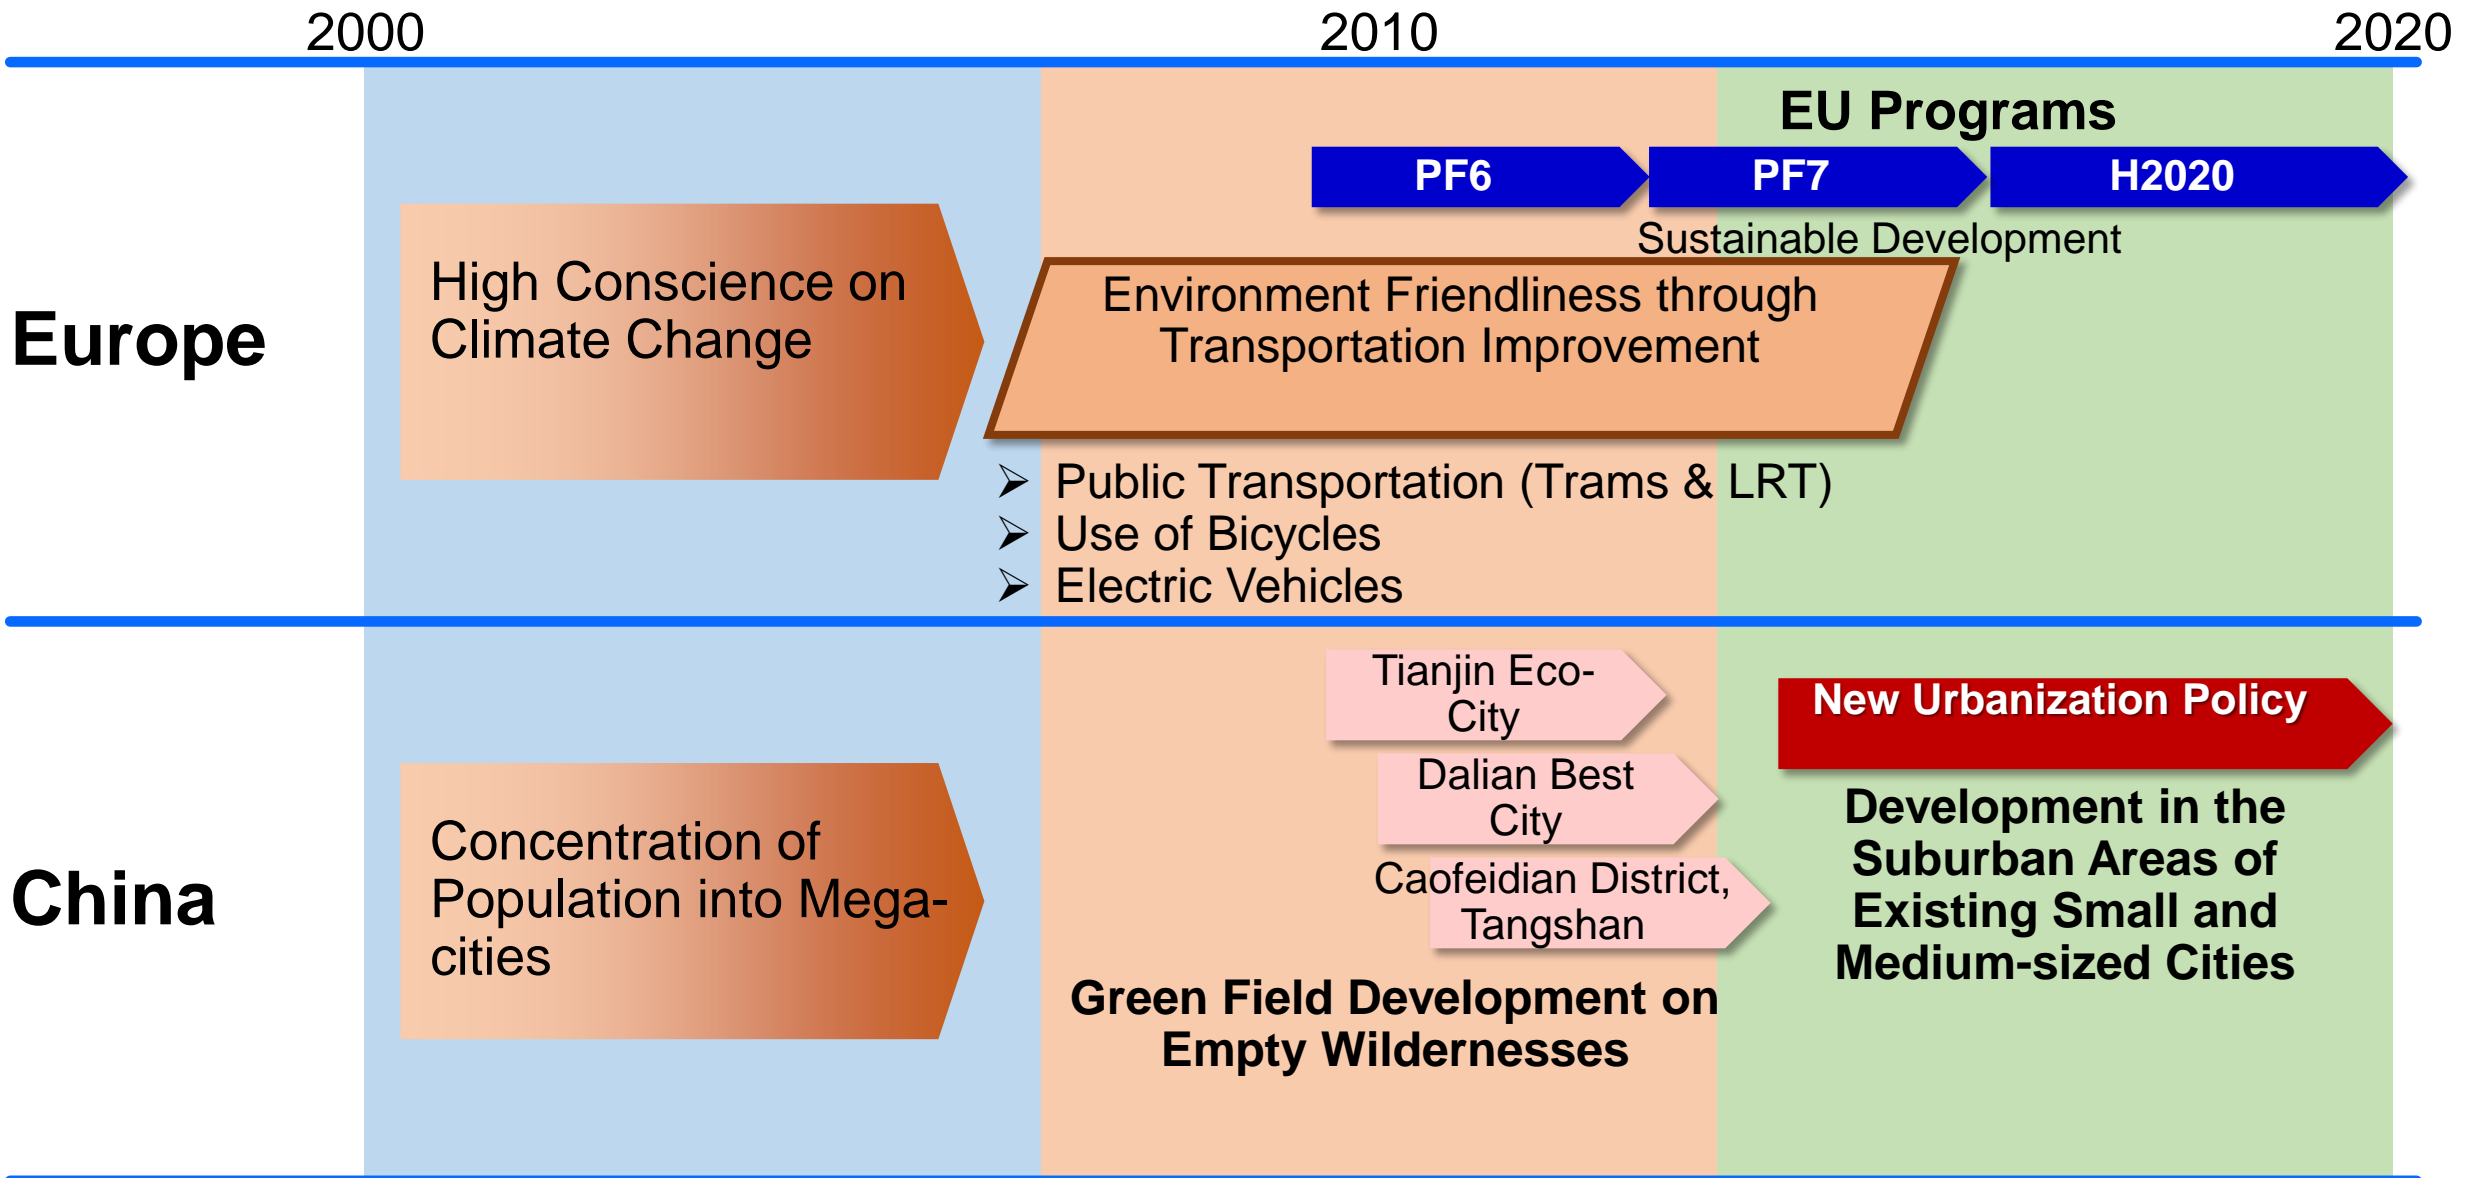 2000
2010
2020
EU Programs
PF6
PF7
H2020
Sustainable Development
Europe
High Conscience on
Climate Change
Environment Friendliness through
Transportation Improvement
➢ Public Transportation (Trams & LRT)
➢ Use of Bicycles
➢ Electric Vehicles
China
Concentration of
Population into Mega-
cities
Tianjin Eco-
City
Dalian Best
City
Caofeidian District,
Tangshan
Green Field Development on
Empty Wildernesses
New Urbanization Policy
Development in the
Suburban Areas of
Existing Small and
Medium-sized Cities